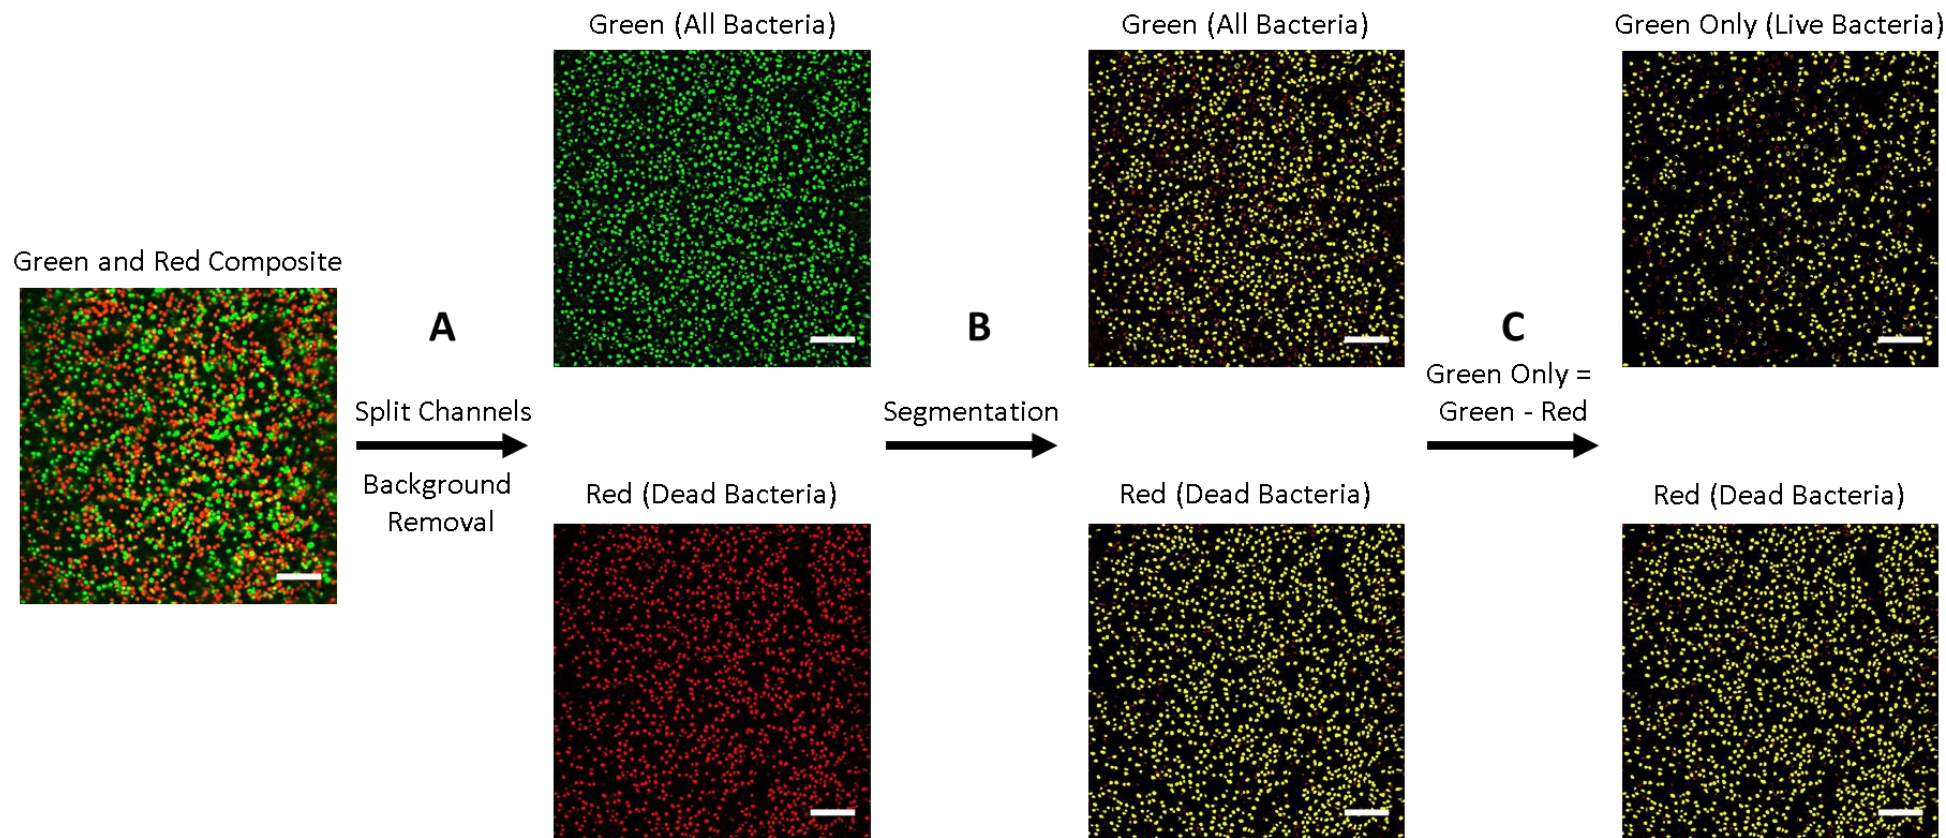 Green and Red Composite
A
Split Channels
Background
Removal
Green (All Bacteria)
Red (Dead Bacteria)
B
Segmentation
Green (All Bacteria)
Red (Dead Bacteria)
C
Green Only =
Green - Red
Green Only (Live Bacteria)
Red (Dead Bacteria)